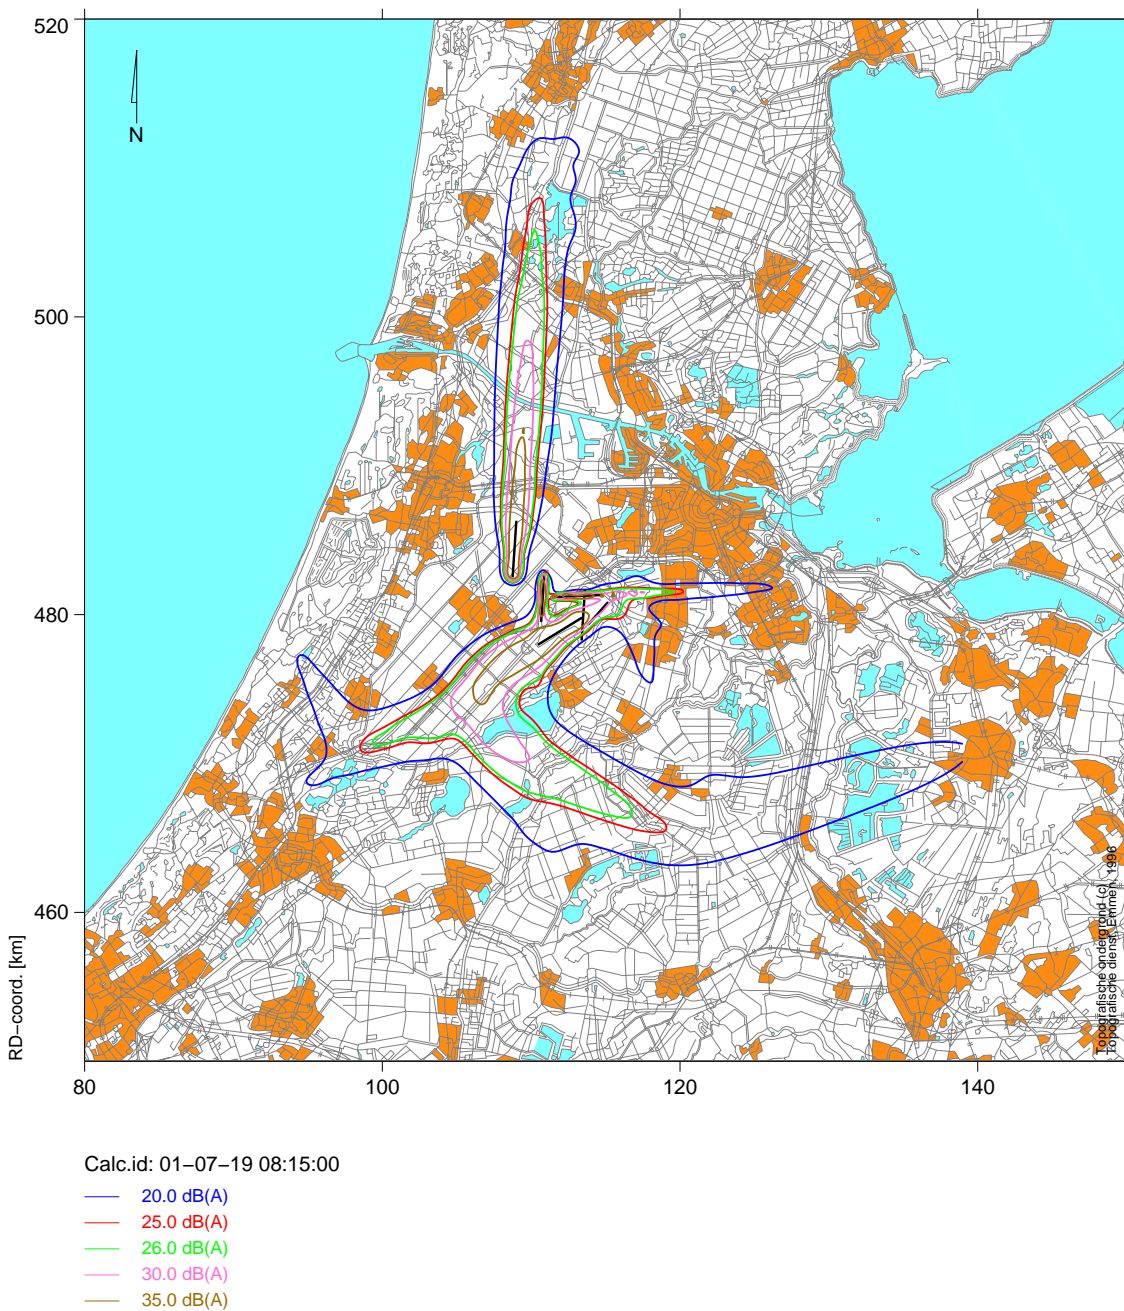 520
N
500
480
460
RD−coord. [km]
Topografische ondergrond (c)
Topografische dienst, Emmen, 1996
80 100 120 140
Calc.id: 01−07−19 08:15:00
20.0 dB(A)
25.0 dB(A)
26.0 dB(A)
30.0 dB(A)
35.0 dB(A)